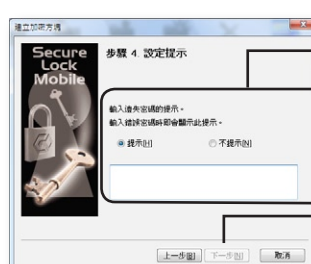 建立加密方塊
Secure
Lock
Mobile
步驟 4. 設定提示
輸入遺失密碼的提示。
輸入錯誤密碼時即會顯示此提示。
提示[H]
不提示[N]
上一步[B]
下一步[N]
取消